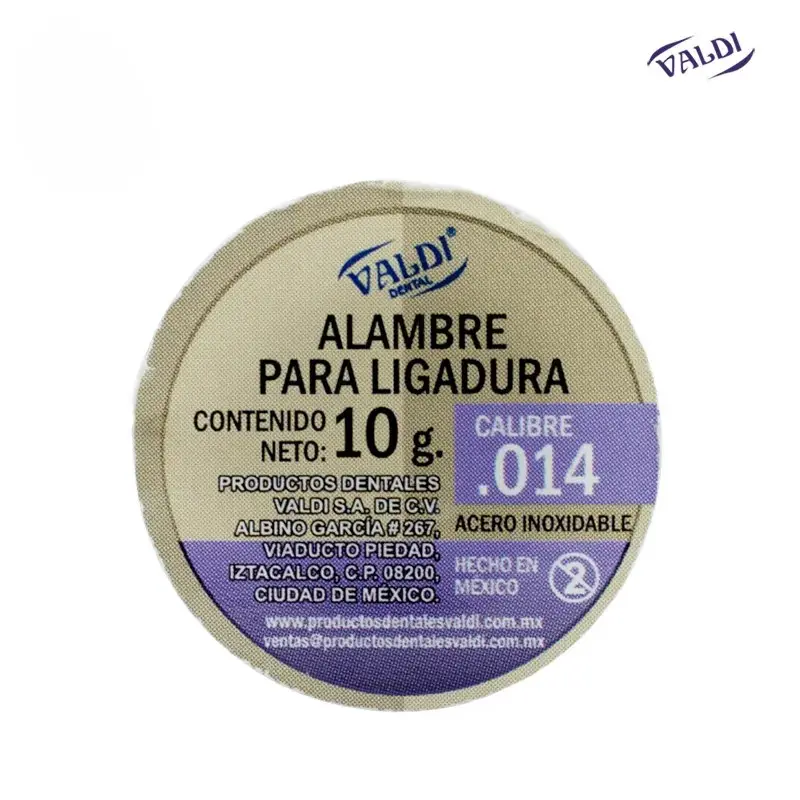 VALDI
VALDI®
DENTAL
ALAMBRE
PARA LIGADURA
CONTENIDO
NETO: 10 g.
CALIBRE
.014
ACERO INOXIDABLE
PRODUCTOS DENTALES
VALDI S.A. DE C.V.
ALBINO GARCÍA # 267,
VIADUCTO PIEDAD,
IZTACALCO, C.P. 08200,
CIUDAD DE MÉXICO.
HECHO EN
MÉXICO
2
www.productosdentalesvaldi.com.mx
ventas@productosdentalesvaldi.com.mx